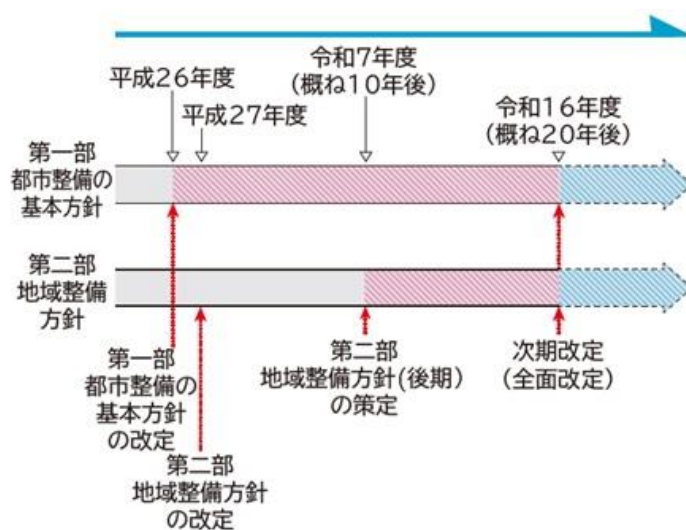 平成26年度
平成27年度
令和7年度
(概ね10年後)
令和16年度
(概ね20年後)
第一部
都市整備の
基本方針
第二部
地域整備
方針
第一部
都市整備の
基本方針
の改定
第二部
地域整備方針
の改定
第二部
地域整備方針(後期)
の策定
次期改定
(全面改定)